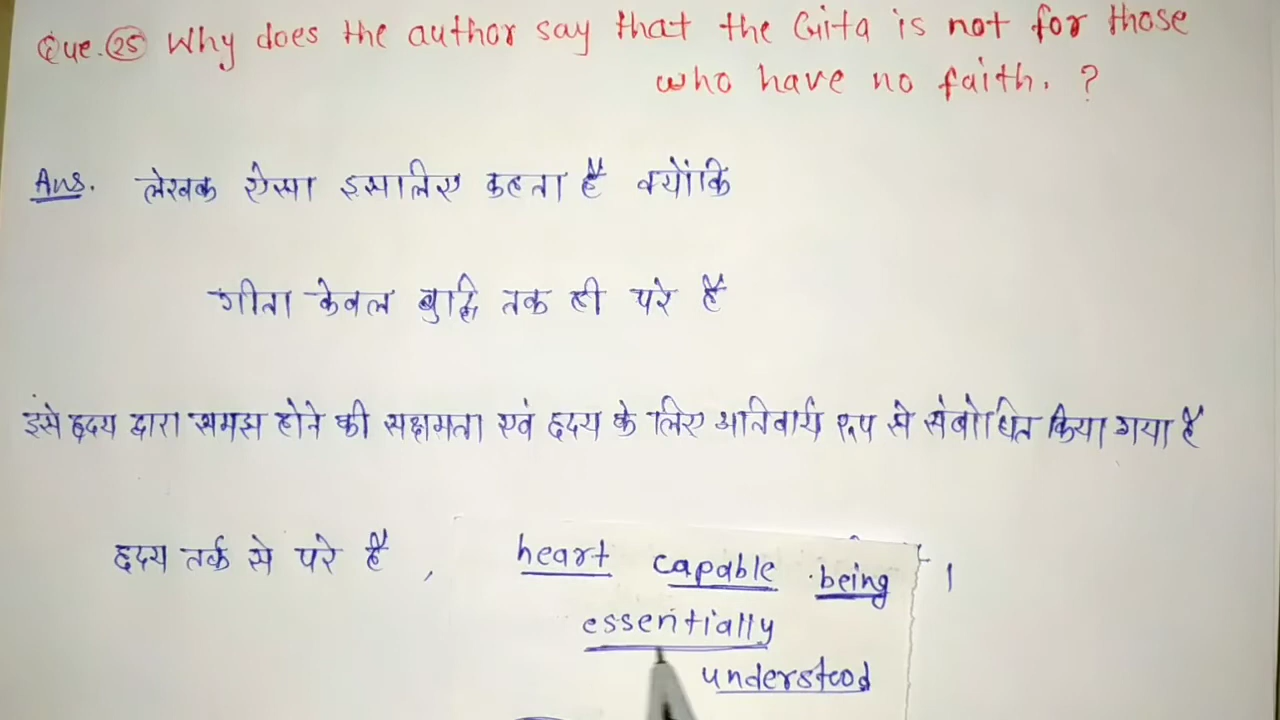 Que. 25 Why does the author say that the Gita is not for those
who have no faith. ?
Ans. लेखक ऐसा इसलिए कहता है क्योंकि
गीता केवल बुद्धि तक ही परे है
इसे हृदय द्वारा समझ होने की सक्षमता एवं हृदय के लिए अनिवार्य रूप से संबोधित किया गया है
हृदय तर्क से परे है ,
heart capable being
essentially
understood